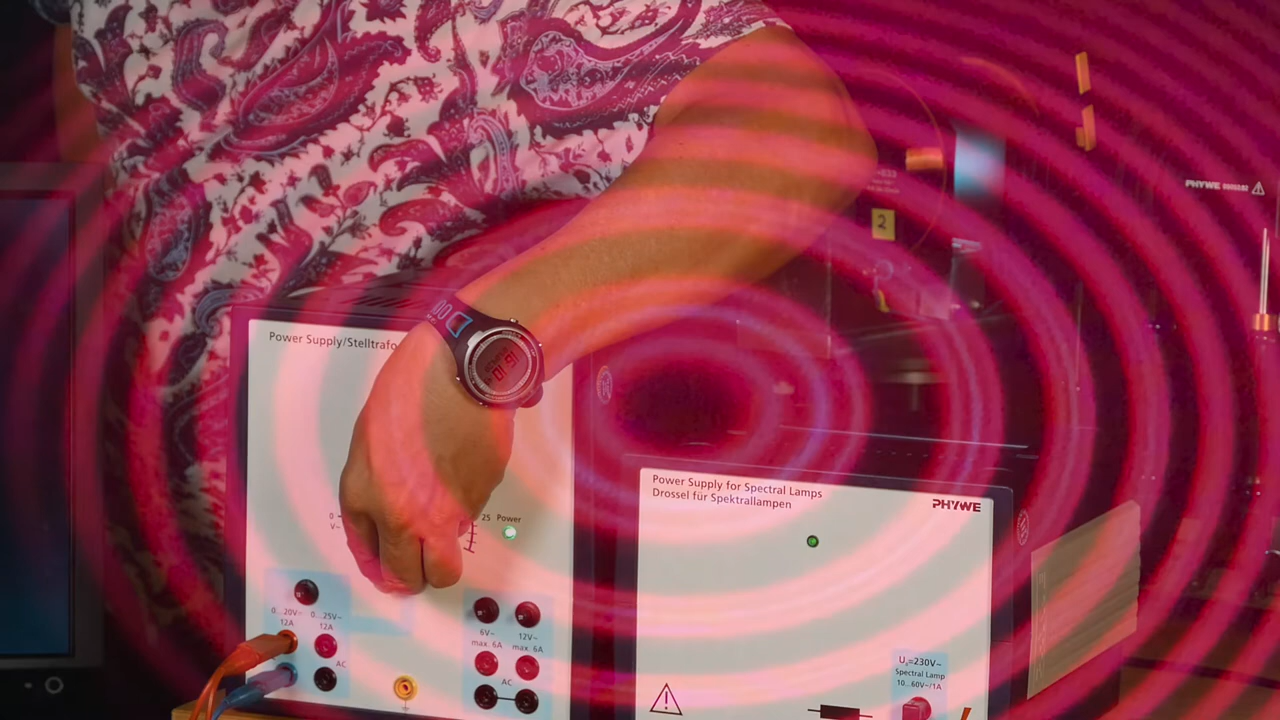 PHYWE
2
Power Supply/Stelltrafo
Power Supply for Spectral Lamps
Drossel für Spektrallampen
PHYWE
0
V~
25
Power
0...20V⎓
12A
0...25V~
12A
AC
6V~
max. 6A
12V~
max. 6A
AC
U₀=230V~
Spectral Lamp
10...60V~/1A